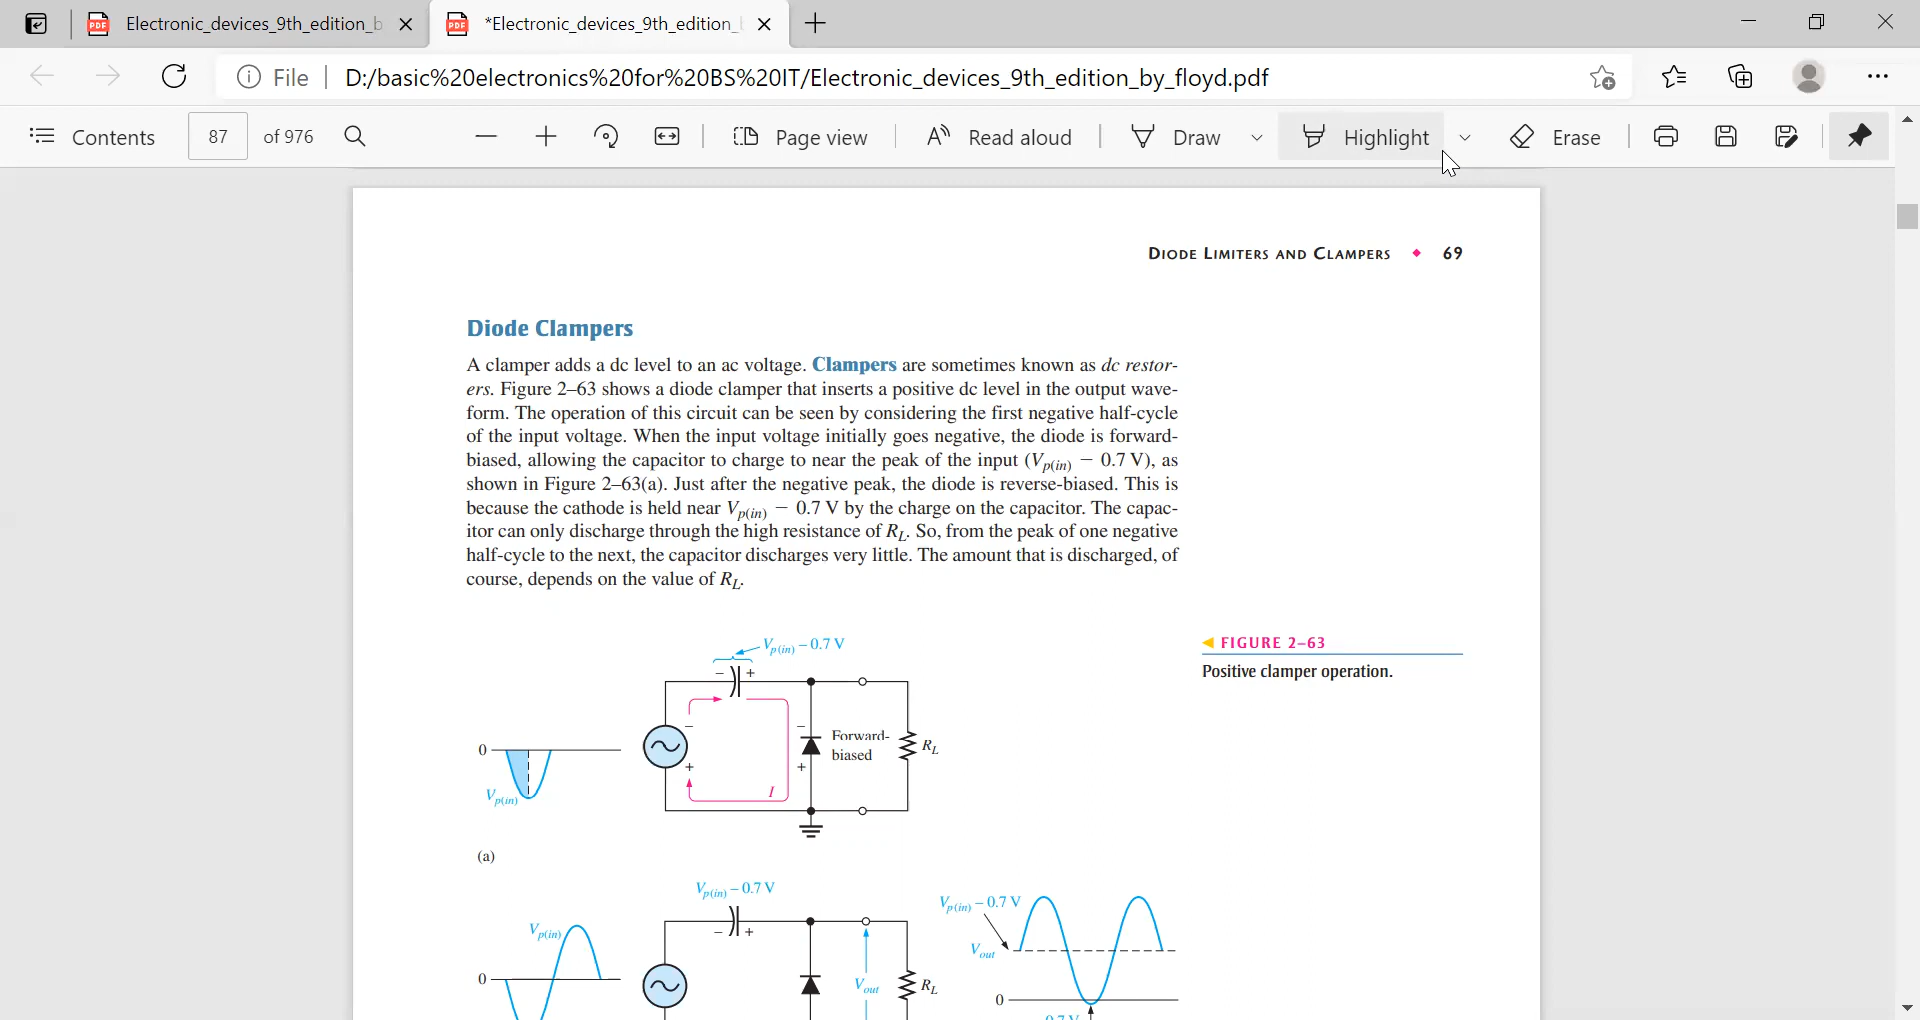 Electronic_devices_9th_edition_b
*Electronic_devices_9th_edition_
File D:/basic%20electronics%20for%20BS%20IT/Electronic_devices_9th_edition_by_floyd.pdf
Contents 87 of 976 Page view Read aloud Draw Highlight Erase
DIODE LIMITERS AND CLAMPERS ◆ 69
Diode Clampers
A clamper adds a dc level to an ac voltage. Clampers are sometimes known as dc restor-
ers. Figure 2–63 shows a diode clamper that inserts a positive dc level in the output wave-
form. The operation of this circuit can be seen by considering the first negative half-cycle
of the input voltage. When the input voltage initially goes negative, the diode is forward-
biased, allowing the capacitor to charge to near the peak of the input (Vp(in) − 0.7 V), as
shown in Figure 2–63(a). Just after the negative peak, the diode is reverse-biased. This is
because the cathode is held near Vp(in) − 0.7 V by the charge on the capacitor. The capac-
itor can only discharge through the high resistance of RL. So, from the peak of one negative
half-cycle to the next, the capacitor discharges very little. The amount that is discharged, of
course, depends on the value of RL.
◀ FIGURE 2–63
Positive clamper operation.
Vp(in) − 0.7 V
− +
−
+
I
−
+
Forward-
biased
RL
0
Vp(in)
(a)
Vp(in) − 0.7 V
− +
Vp(in)
0
Vout
RL
Vp(in) − 0.7 V
Vout
0
0.7 V